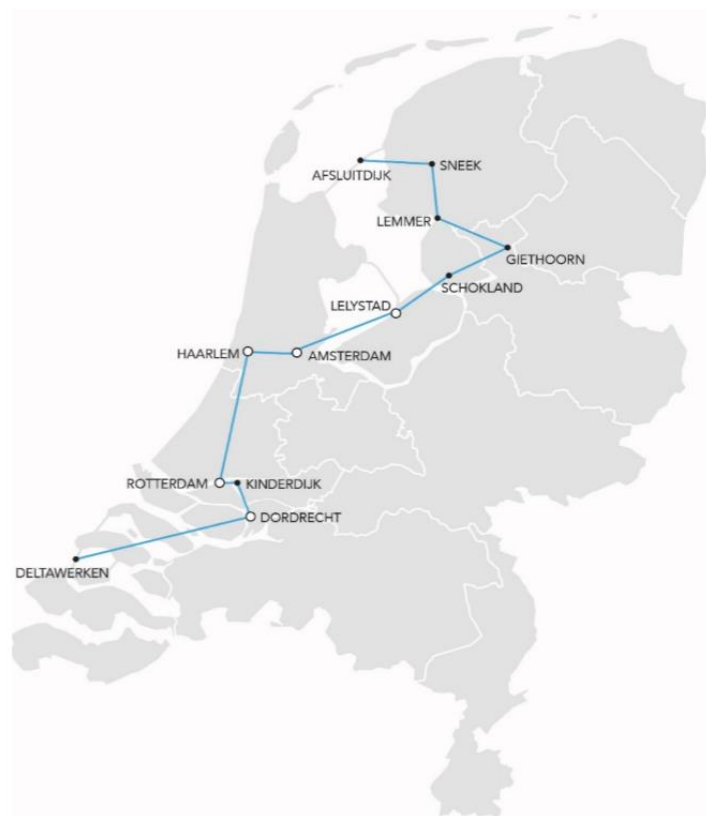 AFSLUITDIJK
SNEEK
LEMMER
GIETHOORN
SCHOKLAND
LELYSTAD
HAARLEM
AMSTERDAM
ROTTERDAM
KINDERDIJK
DORDRECHT
DELTAWERKEN